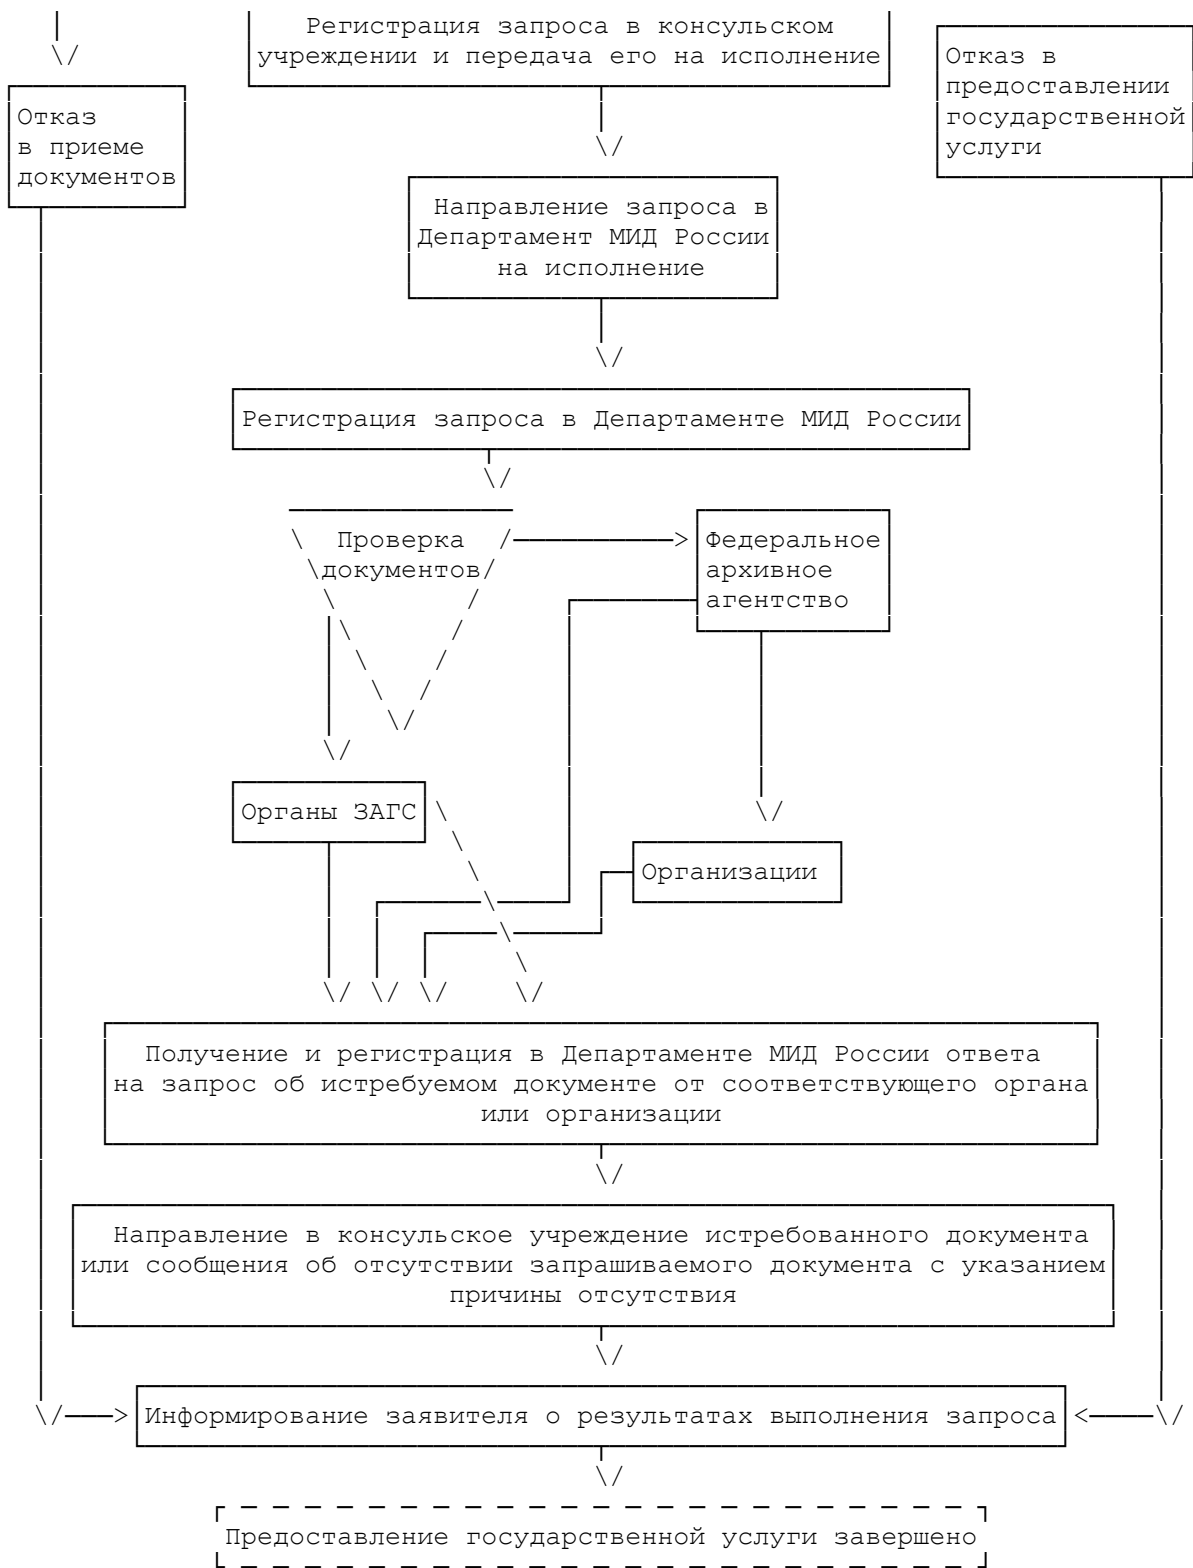 Регистрация запроса в консульском
учреждении и передача его на исполнение
Отказ в
предоставлении
государственной
услуги
Отказ
в приеме
документов
Направление запроса в
Департамент МИД России
на исполнение
Регистрация запроса в Департаменте МИД России
Проверка
документов
Федеральное
архивное
агентство
Органы ЗАГС
Организации
Получение и регистрация в Департаменте МИД России ответа
на запрос об истребуемом документе от соответствующего органа
или организации
Направление в консульское учреждение истребованного документа
или сообщения об отсутствии запрашиваемого документа с указанием
причины отсутствия
Информирование заявителя о результатах выполнения запроса
Предоставление государственной услуги завершено